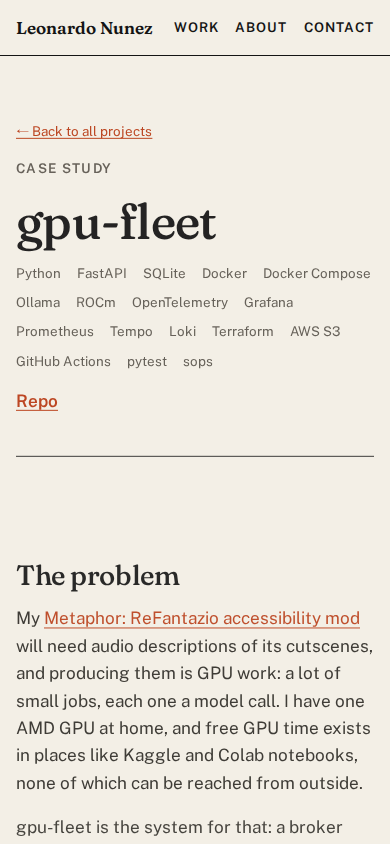 Leonardo Nunez WORK ABOUT CONTACT
← Back to all projects
CASE STUDY
gpu-fleet
Python FastAPI SQLite Docker Docker Compose
Ollama ROCm OpenTelemetry Grafana
Prometheus Tempo Loki Terraform AWS S3
GitHub Actions pytest sops
Repo
The problem
My Metaphor: ReFantazio accessibility mod
will need audio descriptions of its cutscenes,
and producing them is GPU work: a lot of
small jobs, each one a model call. I have one
AMD GPU at home, and free GPU time exists
in places like Kaggle and Colab notebooks,
none of which can be reached from outside.
gpu-fleet is the system for that: a broker